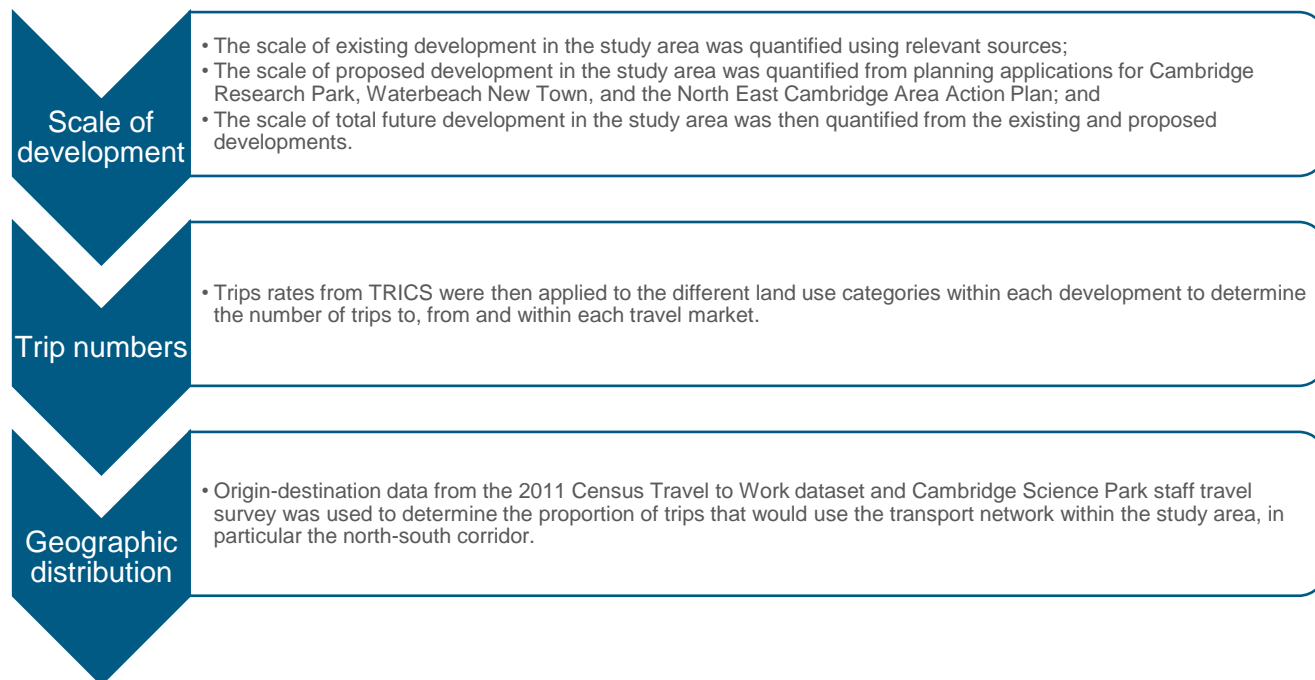 Scale of
development
• The scale of existing development in the study area was quantified using relevant sources;
• The scale of proposed development in the study area was quantified from planning applications for Cambridge
Research Park, Waterbeach New Town, and the North East Cambridge Area Action Plan; and
• The scale of total future development in the study area was then quantified from the existing and proposed
developments.
Trip numbers
• Trips rates from TRICS were then applied to the different land use categories within each development to determine
the number of trips to, from and within each travel market.
Geographic
distribution
• Origin-destination data from the 2011 Census Travel to Work dataset and Cambridge Science Park staff travel
survey was used to determine the proportion of trips that would use the transport network within the study area, in
particular the north-south corridor.